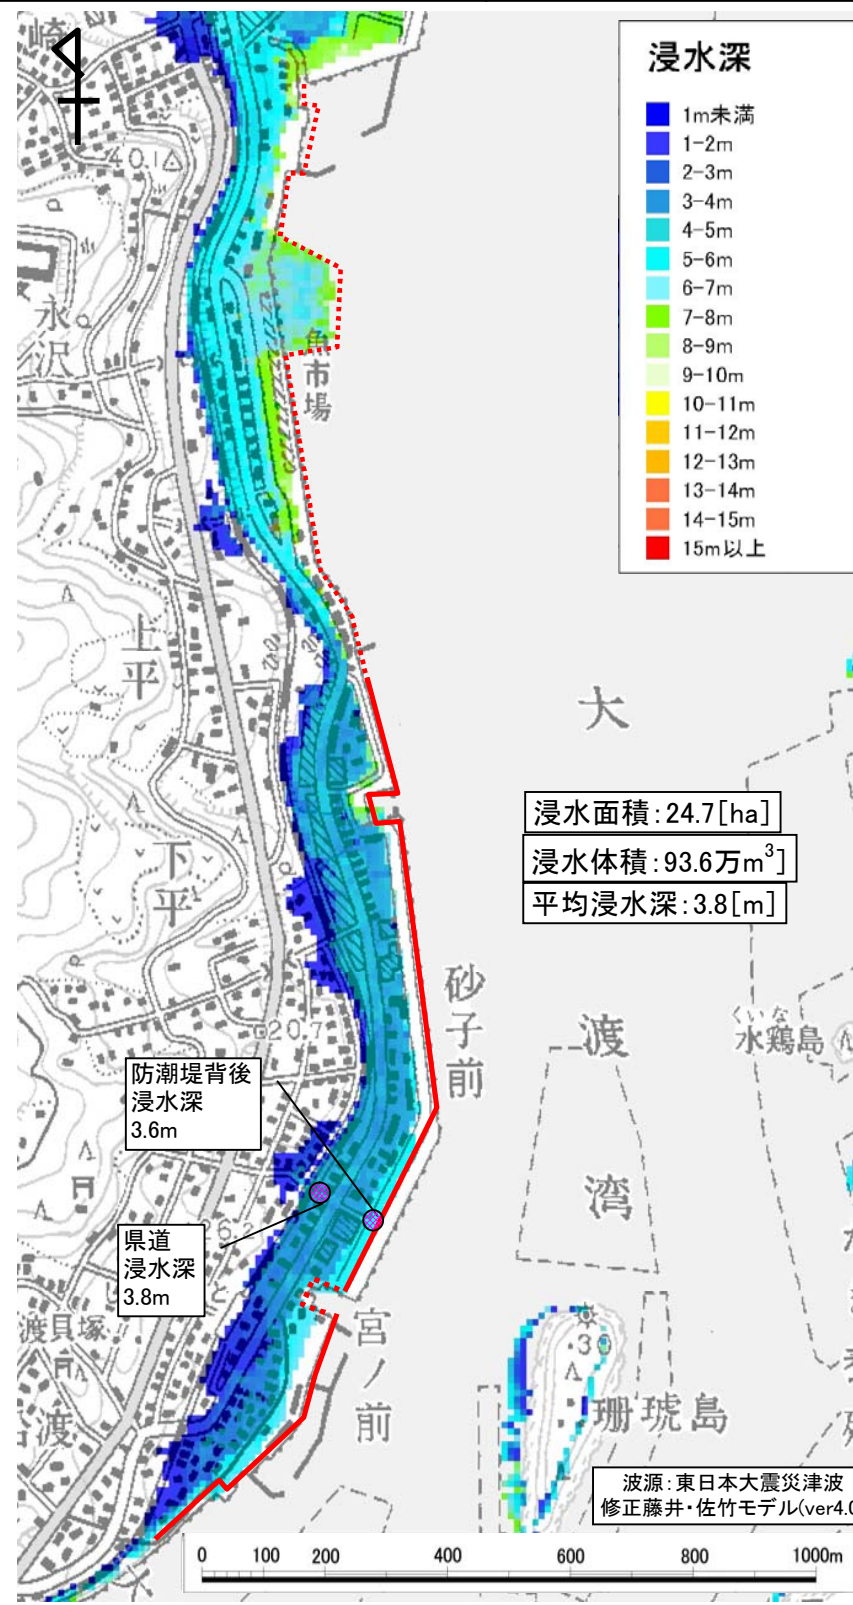 浸水深
1m未満
1-2m
2-3m
3-4m
4-5m
5-6m
6-7m
7-8m
8-9m
9-10m
10-11m
11-12m
12-13m
13-14m
14-15m
15m以上
崎
40.1
永沢
魚市場
上平
下平
大
渡
湾
浸水面積：24.7[ha]
浸水体積：93.6万m³]
平均浸水深：3.8[m]
砂子前
くいな
水鶏島
20.7
防潮堤背後
浸水深
3.6m
県道
浸水深
3.8m
渡貝塚
渡
宮ノ前
30
珊琥島
波源：東日本大震災津波
修正藤井・佐竹モデル(ver4.0
0 100 200 400 600 800 1000m